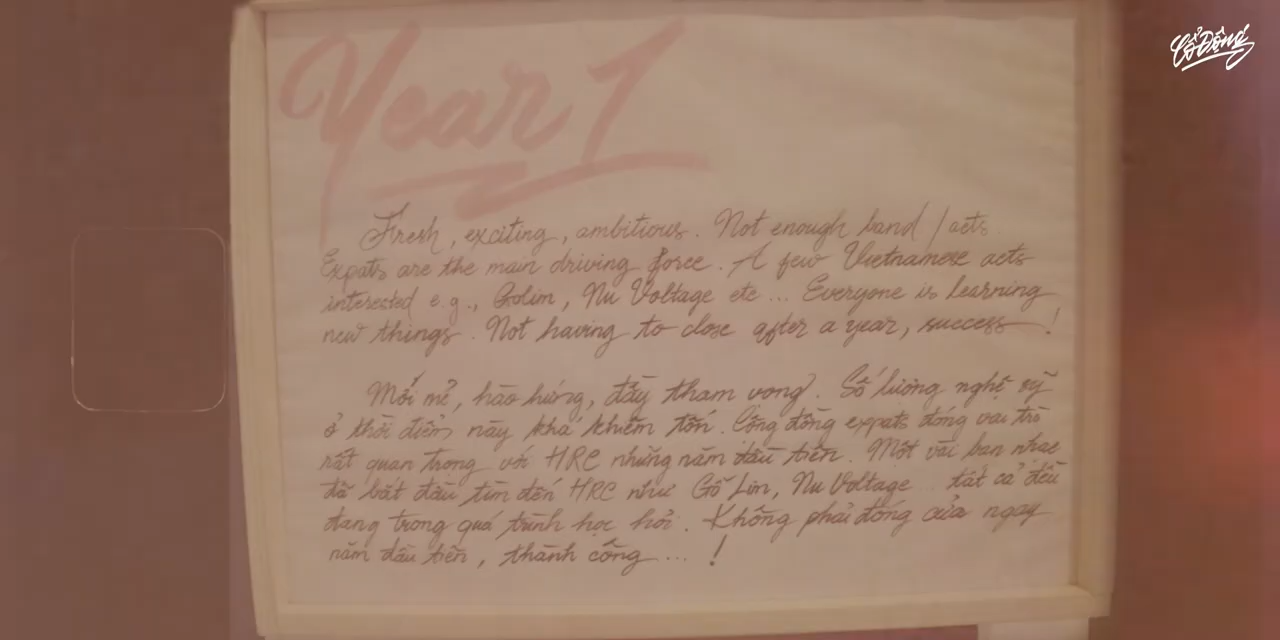 Cổ Động
Year 1
Fresh, exciting, ambitious. Not enough band / acts.
Expats are the main driving force. A few Vietnamese acts
interested e.g., Golim, Nu Voltage etc... Everyone is learning
new things. Not having to close after a year, success!
Mới mẻ, hào hứng, đầy tham vọng. Số lượng nghệ sỹ
ở thời điểm này khá khiêm tốn. Cộng đồng expats đóng vai trò
rất quan trọng với HRC những năm đầu tiên. Một vài ban nhạc
đã bắt đầu tìm đến HRC như Gỗ Lim, Nu Voltage... tất cả đều
đang trong quá trình học hỏi. Không phải đóng cửa ngay
năm đầu tiên, thành công...!